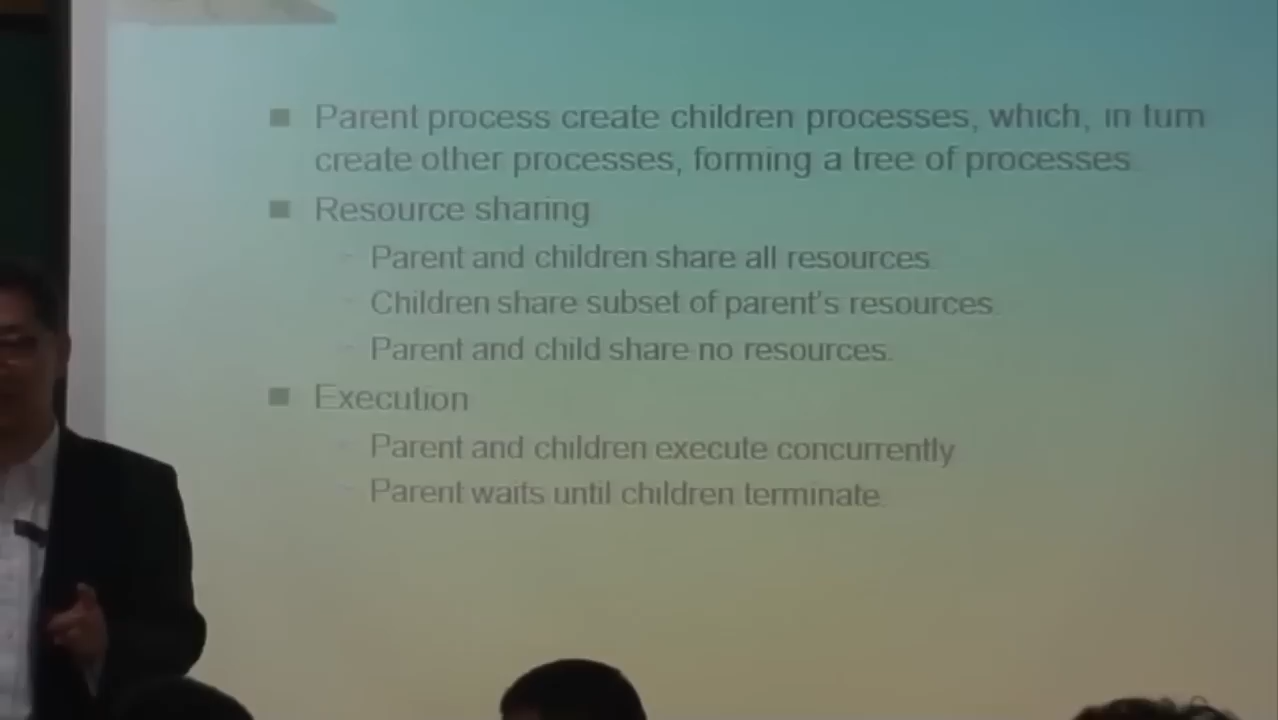 Parent process create children processes, which, in turn
create other processes, forming a tree of processes.
Resource sharing
- Parent and children share all resources.
- Children share subset of parent's resources.
- Parent and child share no resources.
Execution
- Parent and children execute concurrently
- Parent waits until children terminate.